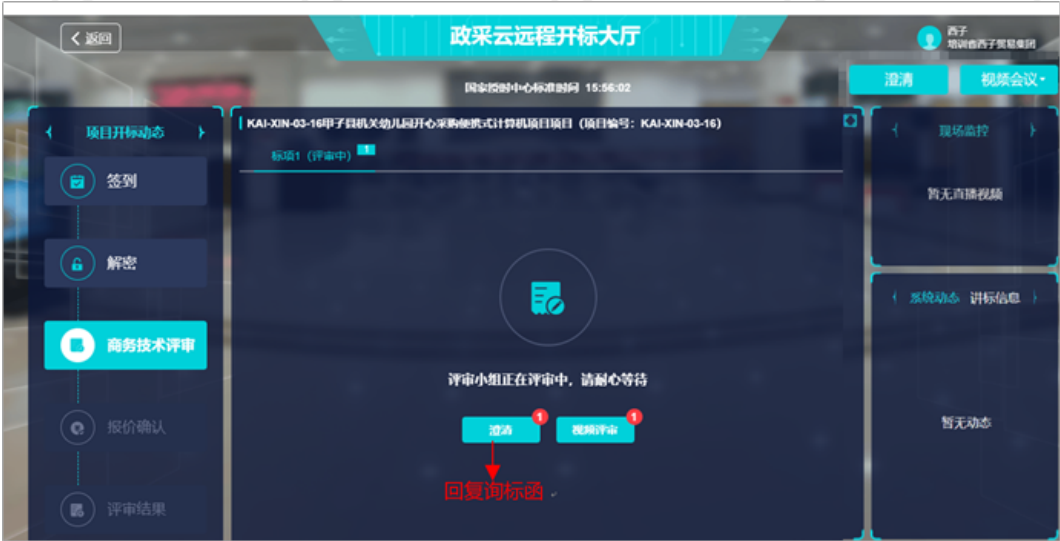 返回
政采云远程开标大厅
西子
培训省西子贸易集团
国家授时中心标准时间 15:56:02
澄清
视频会议
项目开标动态
签到
解密
商务技术评审
报价确认
评审结果
KAI-XIN-03-16甲子县机关幼儿园开心采购便携式计算机项目项目（项目编号：KAI-XIN-03-16）
标项1（评审中） 1
评审小组正在评审中，请耐心等待
澄清 1
视频评审 1
回复询标函
现场监控
暂无直播视频
系统动态 讲标信息
暂无动态